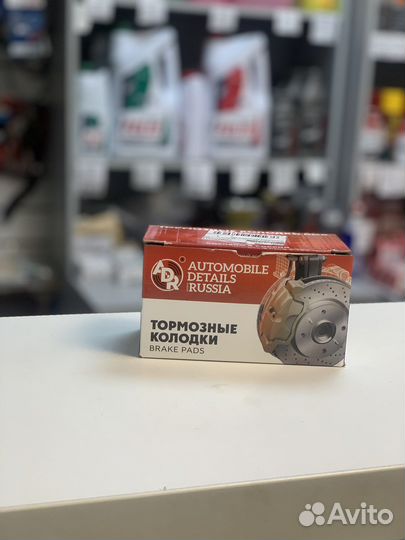 ADR®
AUTOMOBILE
DETAILS
RUSSIA
ТОРМОЗНЫЕ
КОЛОДКИ
BRAKE PADS
Avito